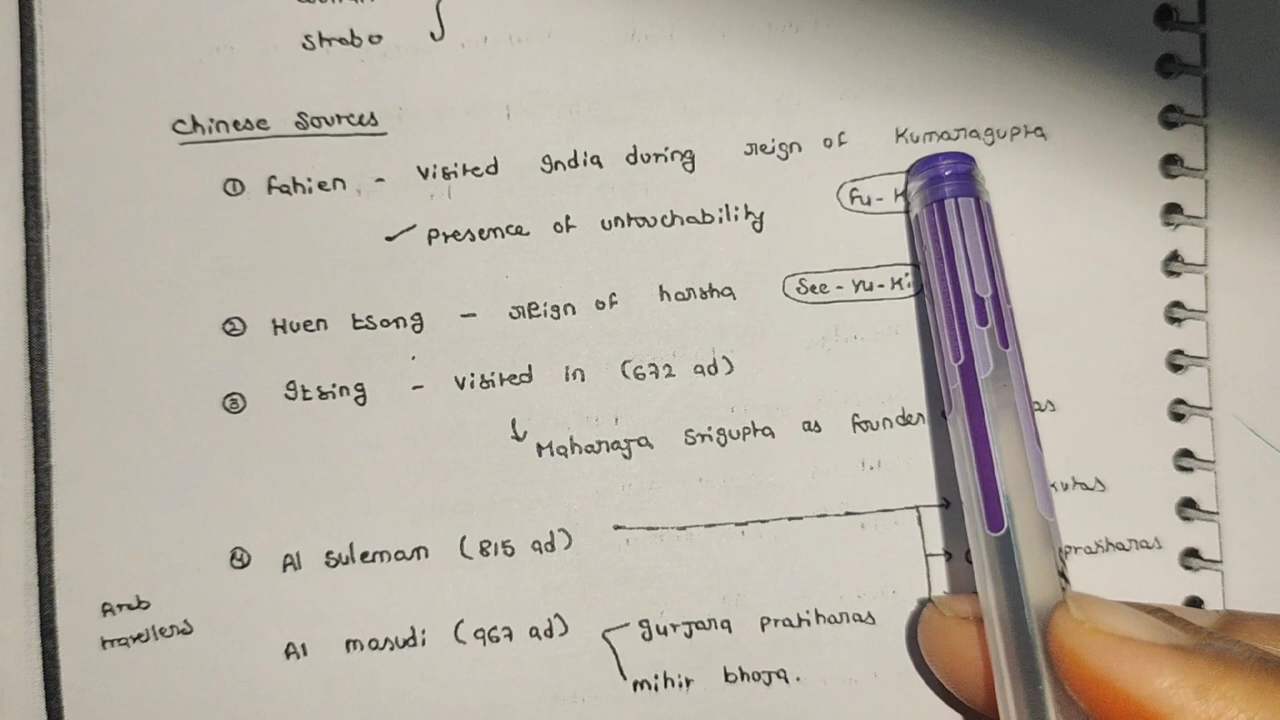 Strabo
Chinese Sources
① Fahien - visited India during reign of Kumaragupta
✓ Presence of untouchability
② Huen tsong - reign of harsha (See-Yu-Ki
③ Itsing - visited in (672 ad)
↓ Maharaja Srigupta as founder
④ Al Suleman (815 ad)
Pratiharas
Arab
travellers
Al masudi (967 ad)
gurjara pratiharas
mihir bhoja.